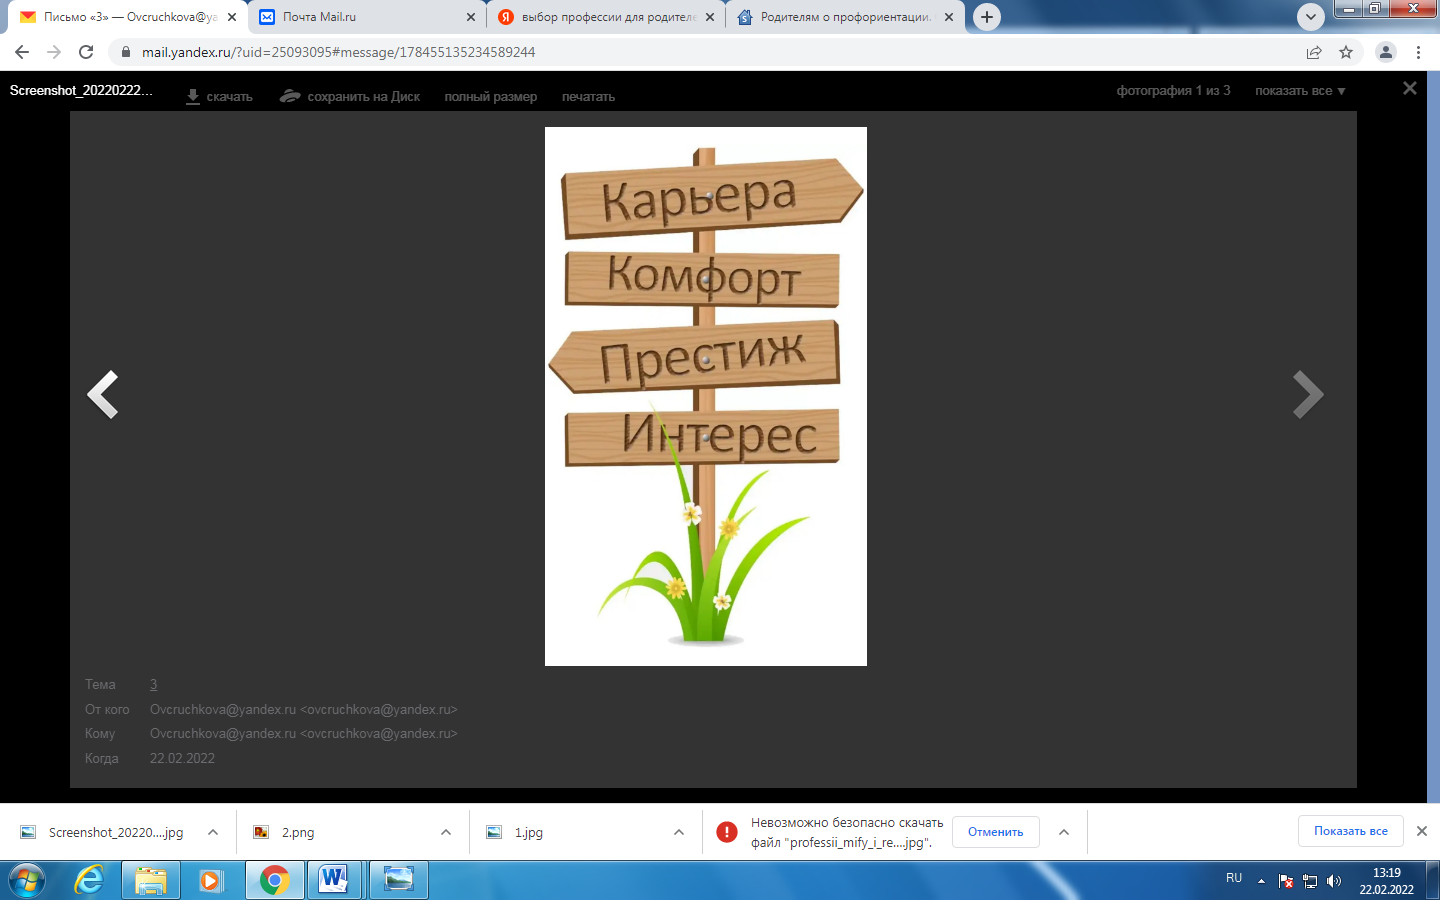 Письмо «3» — Ovcruchkova@ya
Почта Mail.ru
выбор профессии для родителе
Родителям о профориентации.
mail.yandex.ru/?uid=25093095#message/178455135234589244
Screenshot_20220222...
скачать
сохранить на Диск
полный размер
печатать
фотография 1 из 3
показать все
Карьера
Комфорт
Престиж
Интерес
Тема 3
От кого Ovcruchkova@yandex.ru <ovcruchkova@yandex.ru>
Кому Ovcruchkova@yandex.ru <ovcruchkova@yandex.ru>
Когда 22.02.2022
Screenshot_20220....jpg
2.png
1.jpg
Невозможно безопасно скачать
файл "professii_mify_i_re....jpg".
Отменить
Показать все
RU
13:19
22.02.2022